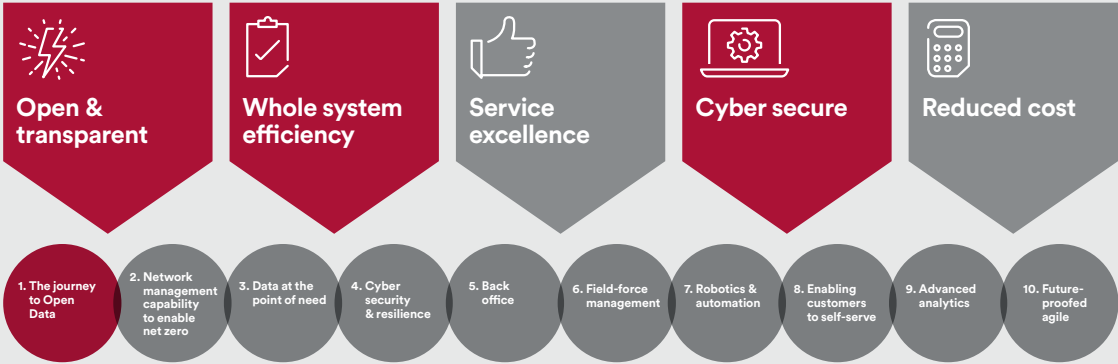 Open &
transparent
Whole system
efficiency
Service
excellence
Cyber secure
Reduced cost
1. The journey
to Open
Data
2. Network
management
capability
to enable
net zero
3. Data at the
point of need
4. Cyber
security
& resilience
5. Back
office
6. Field-force
management
7. Robotics &
automation
8. Enabling
customers
to self-serve
9. Advanced
analytics
10. Future-
proofed
agile